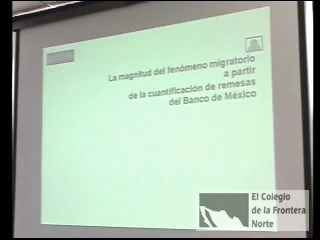 La magnitud del fenómeno migratorio
a partir
de la cuantificación de remesas
del Banco de México
El Colegio
de la Frontera
Norte